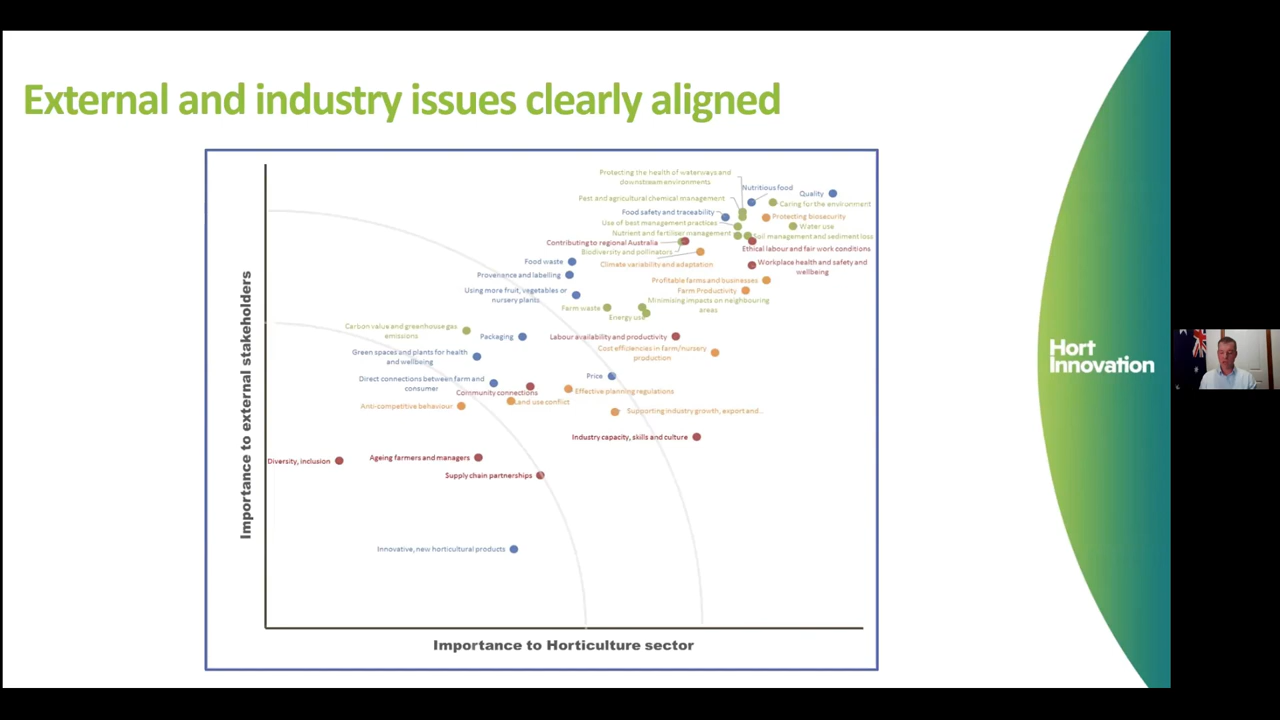 External and industry issues clearly aligned
Protecting the health of waterways and
downstream environments
Nutritious food
Quality
Pest and agricultural chemical management
Caring for the environment
Food safety and traceability
Protecting biosecurity
Use of best management practices
Water use
Nutrient and fertiliser management
Soil management and sediment loss
Contributing to regional Australia
Ethical labour and fair work conditions
Biodiversity and pollinators
Climate variability and adaptation
Food waste
Workplace health and safety and
wellbeing
Provenance and labelling
Profitable farms and businesses
Using more fruit, vegetables or
nursery plants
Farm Productivity
Minimising impacts on neighbouring
areas
Farm waste
Energy use
Carbon value and greenhouse gas
emissions
Packaging
Labour availability and productivity
Green spaces and plants for health
and wellbeing
Cost efficiencies in farm/nursery
production
Price
Direct connections between farm and
consumer
Community connections
Effective planning regulations
Land use conflict
Anti-competitive behaviour
Supporting industry growth, export and...
Industry capacity, skills and culture
Diversity, inclusion
Ageing farmers and managers
Supply chain partnerships
Innovative, new horticultural products
Importance to external stakeholders
Importance to Horticulture sector
Hort
Innovation